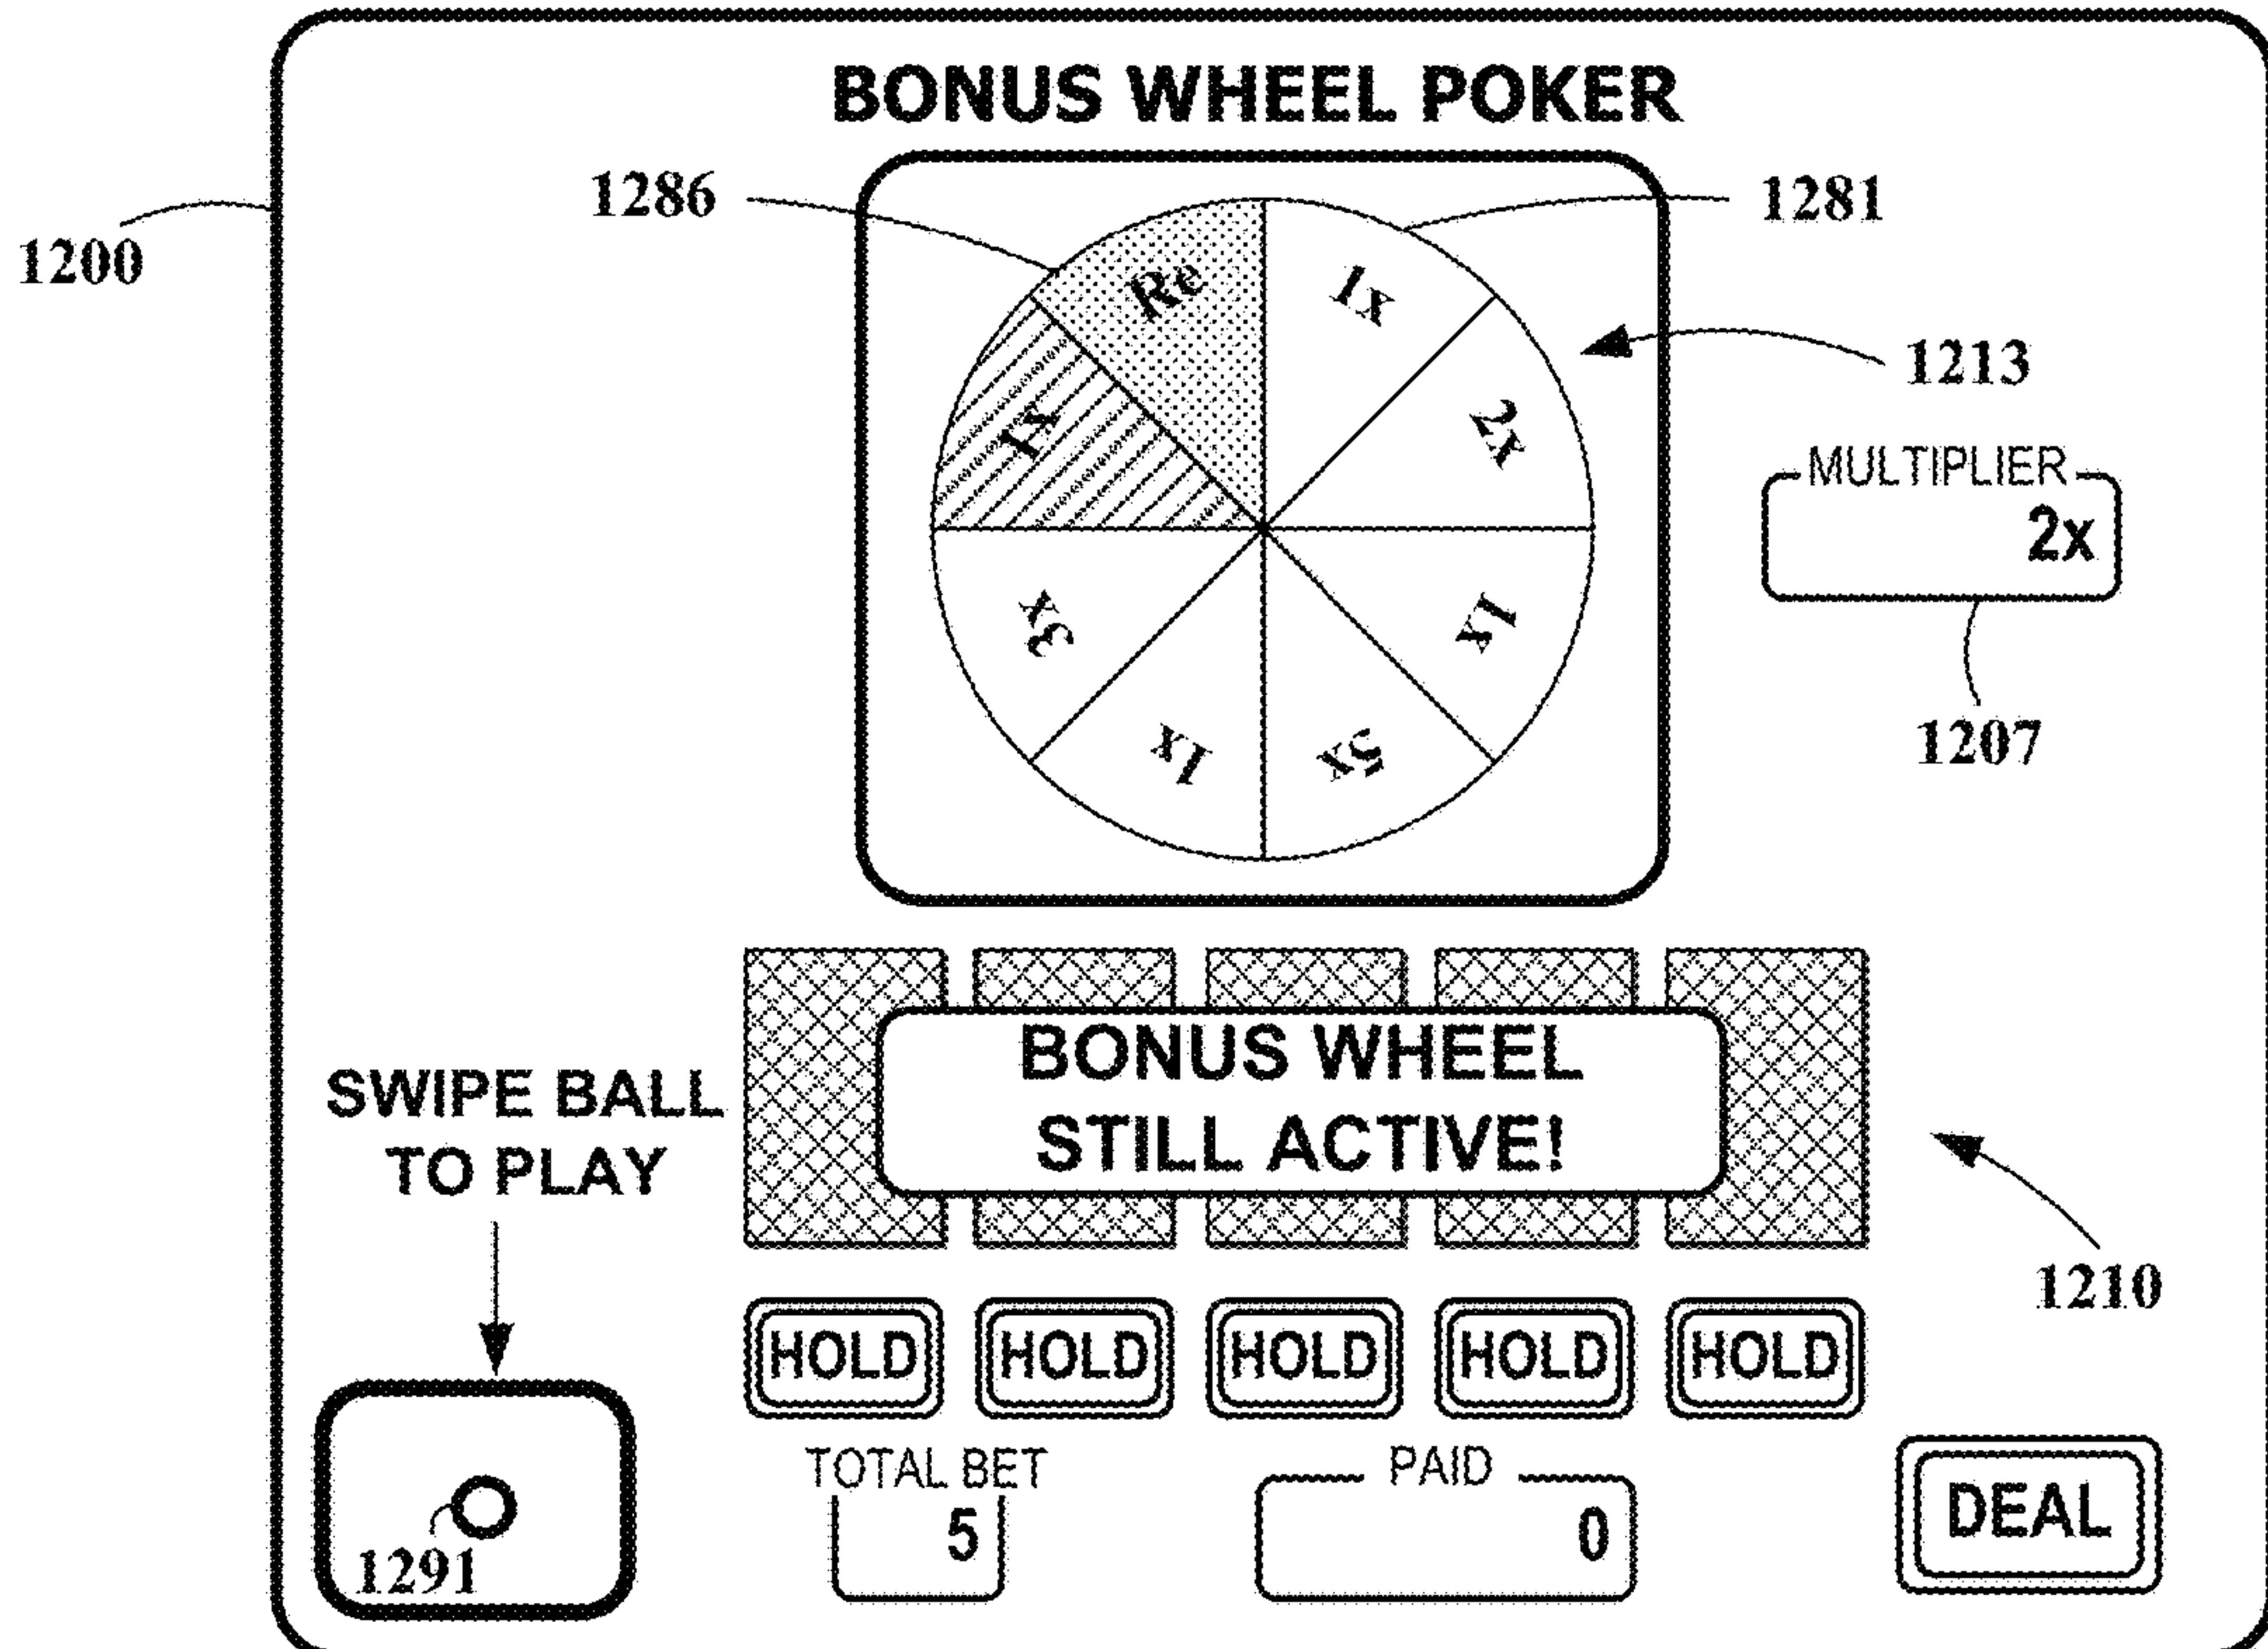 BONUS WHEEL POKER
1286
1281
1200
Re
1x
1213
1x
2x
MULTIPLIER
2x
3x
1x
1x
5x
1207
BONUS WHEEL
STILL ACTIVE!
SWIPE BALL
TO PLAY
1210
HOLD HOLD HOLD HOLD HOLD
TOTAL BET
5
PAID
0
DEAL
1291